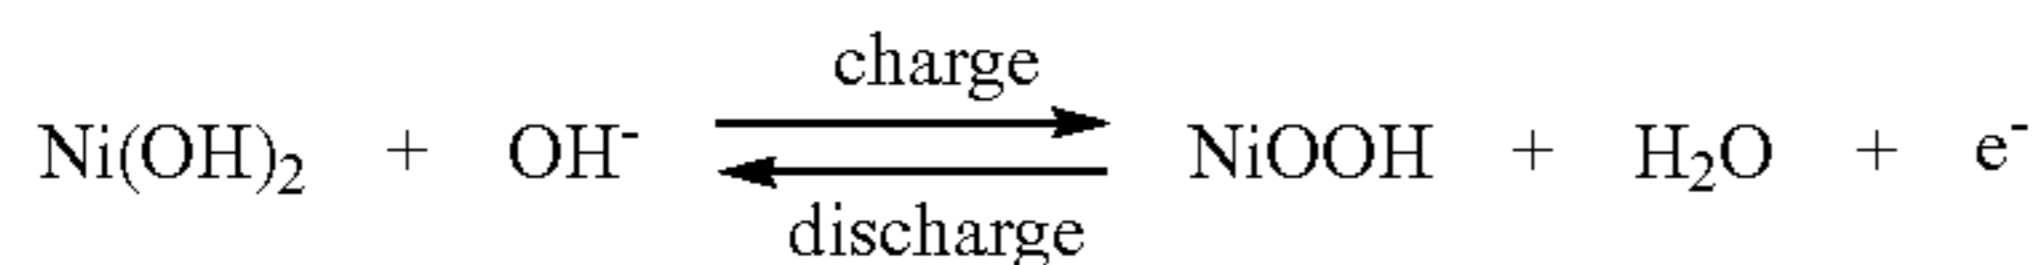 charge
Ni(OH)₂ + OH⁻ ⇌ NiOOH + H₂O + e⁻
discharge